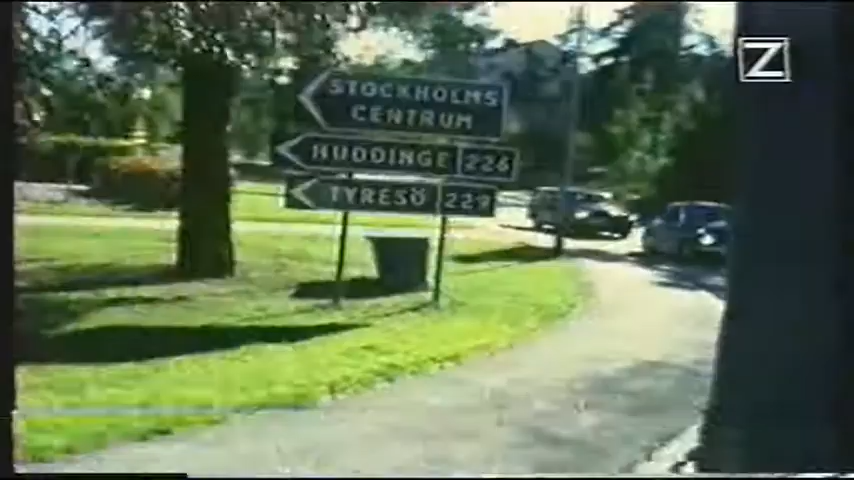 Z
STOCKHOLMS
CENTRUM
HUDDINGE 226
TYRESÖ 229